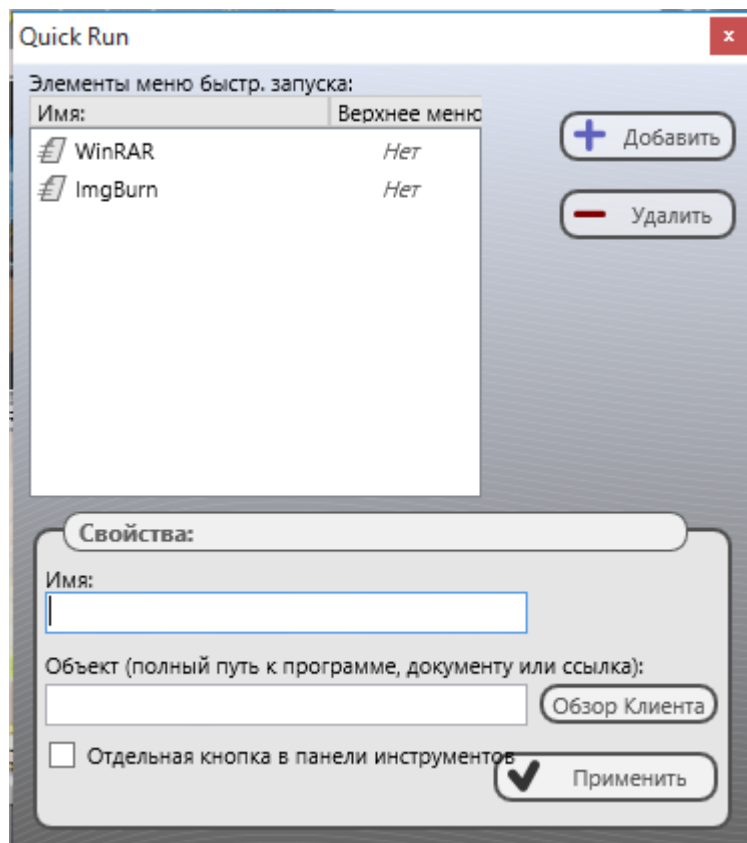 Quick Run
x
Элементы меню быстр. запуска:
Имя: Верхнее меню
WinRAR Нет
ImgBurn Нет
Добавить
Удалить
Свойства:
Имя:
Объект (полный путь к программе, документу или ссылка):
Обзор Клиента
Отдельная кнопка в панели инструментов
Применить